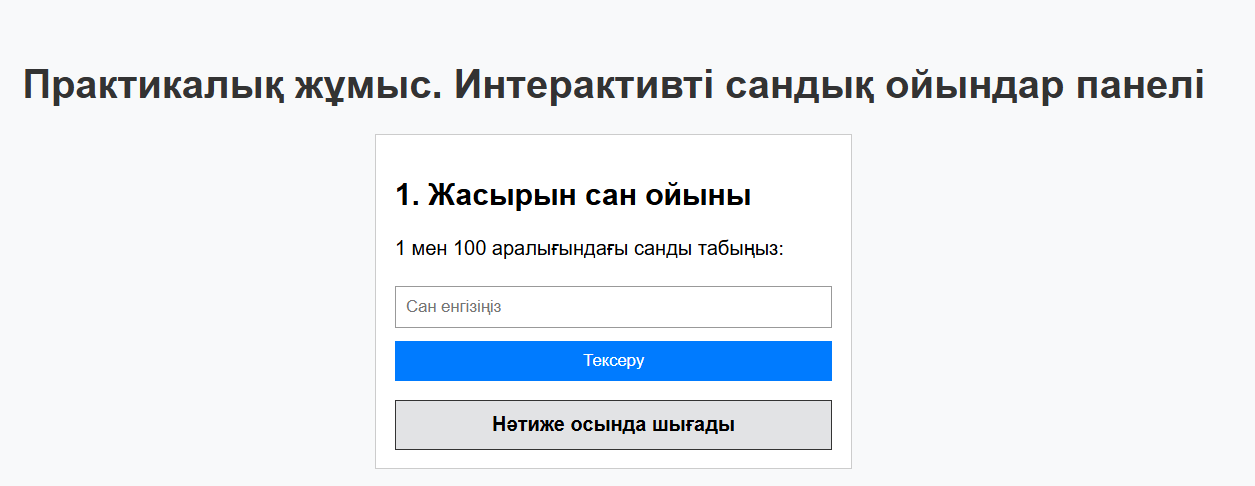 Практикалық жұмыс. Интерактивті сандық ойындар панелі
1. Жасырын сан ойыны
1 мен 100 аралығындағы санды табыңыз:
Сан енгізіңіз
Тексеру
Нәтиже осында шығады